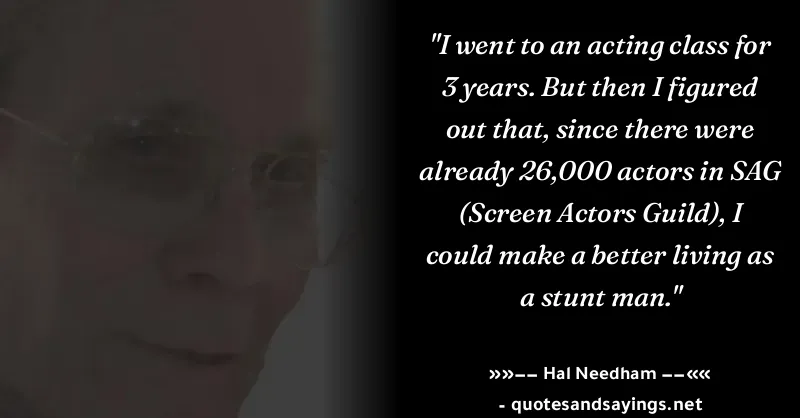 "I went to an acting class for
3 years. But then I figured
out that, since there were
already 26,000 actors in SAG
(Screen Actors Guild), I
could make a better living as
a stunt man."
»»–– Hal Needham ––««
- quotesandsayings.net